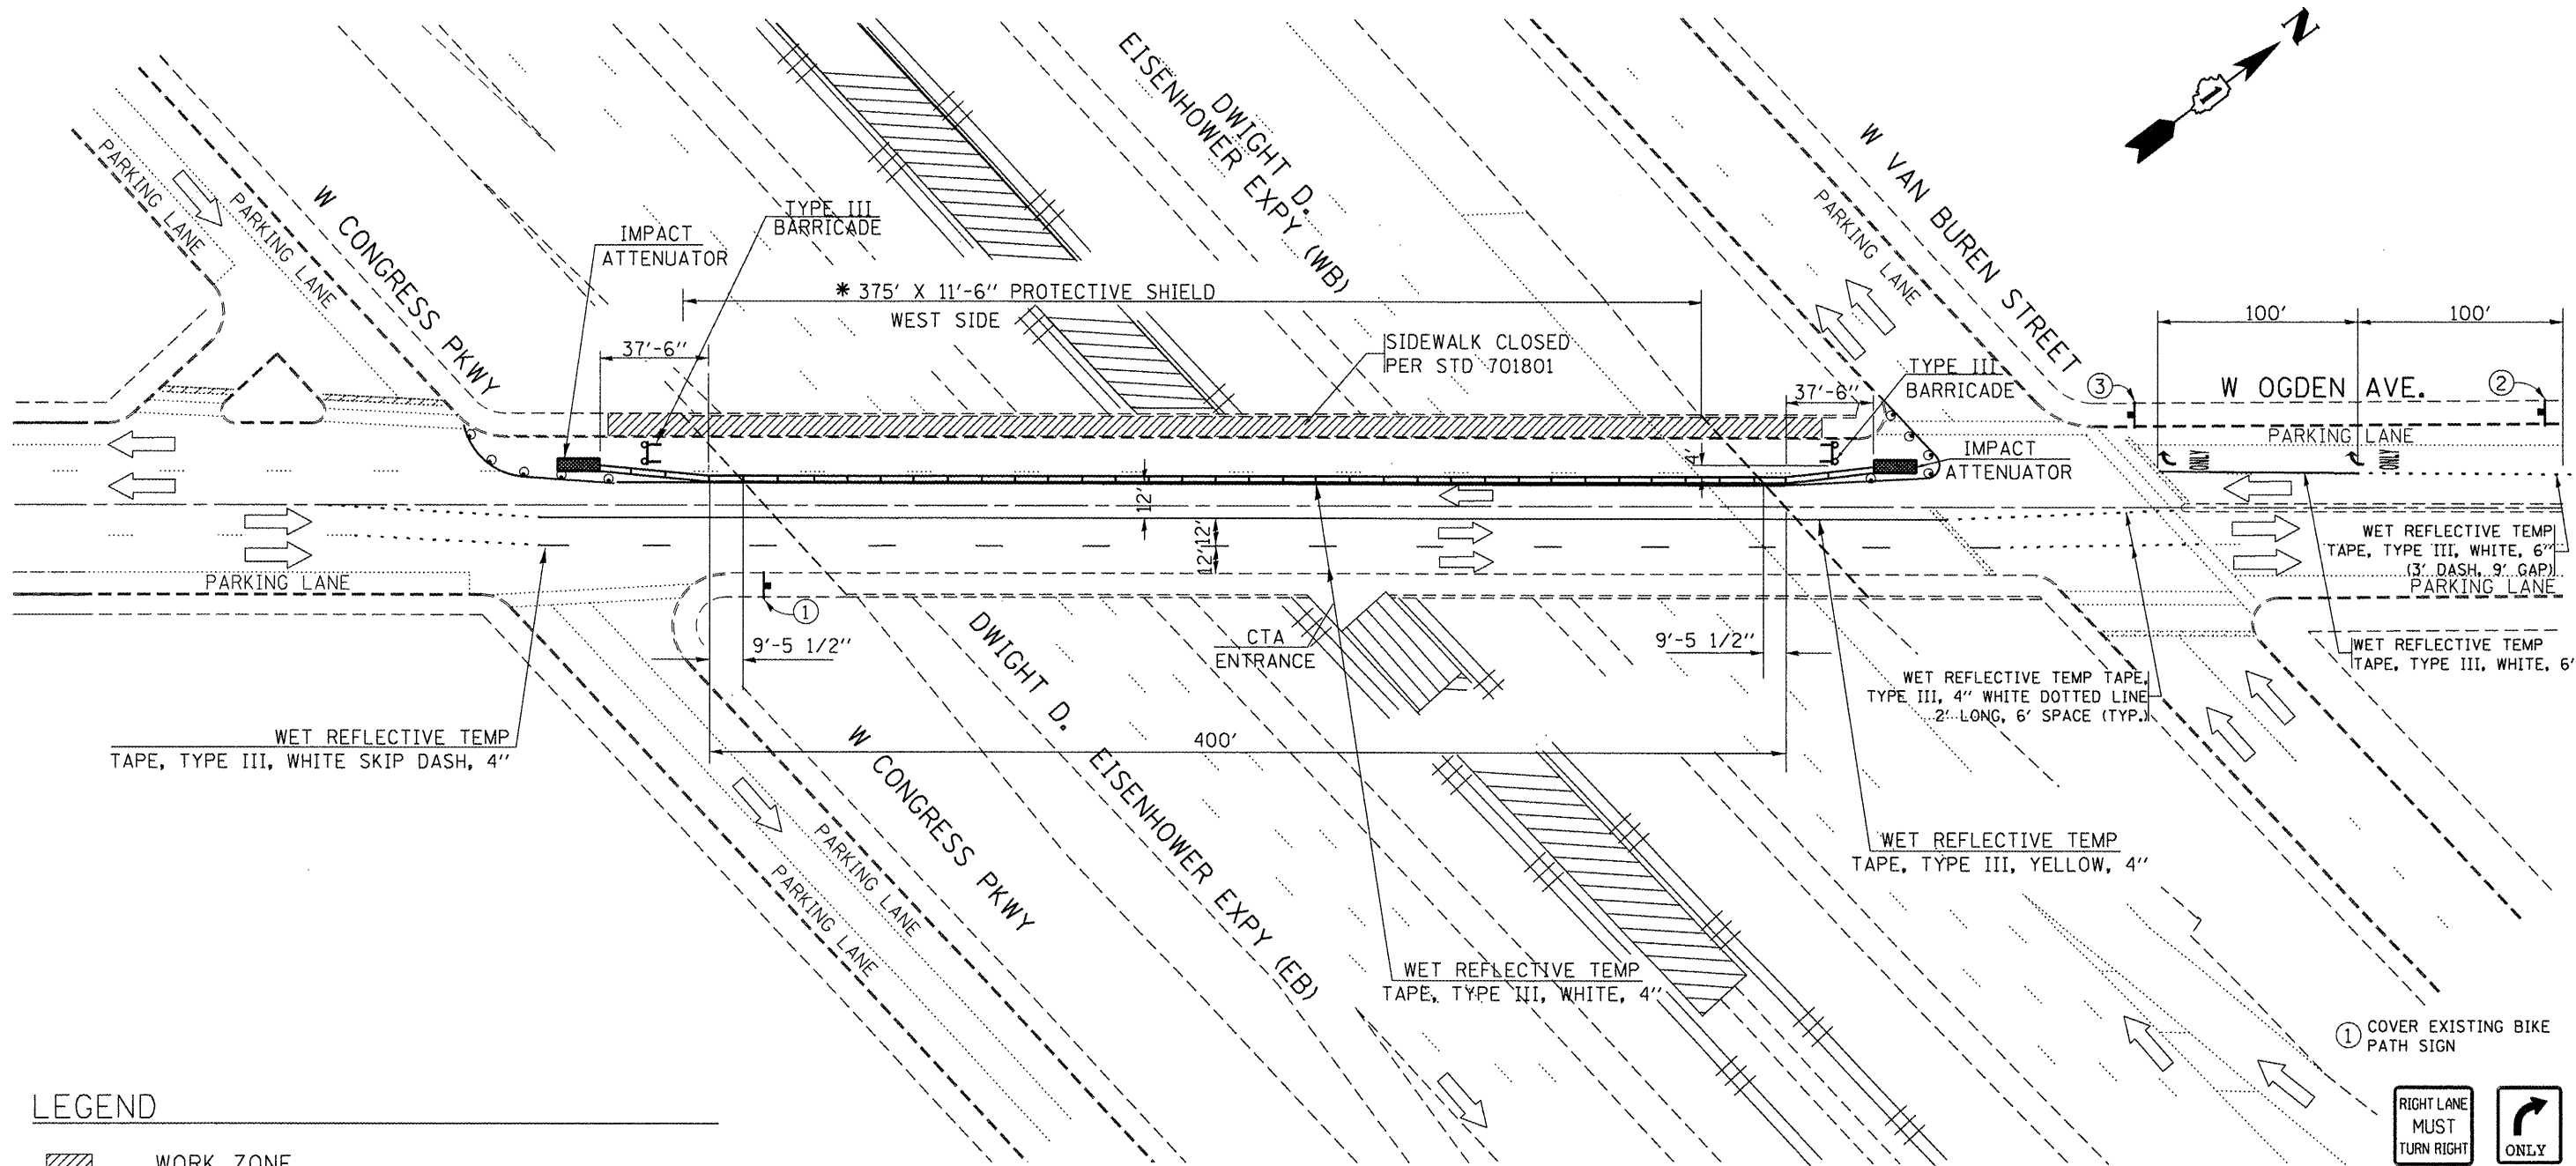 N
1
EISENHOWER EXPY (WB)
DWIGHT D.
W VAN BUREN STREET
PARKING LANE
PARKING LANE
PARKING LANE
PARKING LANE
W CONGRESS PKWY
TYPE III
BARRICADE
IMPACT
ATTENUATOR
* 375' X 11'-6" PROTECTIVE SHIELD
WEST SIDE
37'-6"
SIDEWALK CLOSED
PER STD 701801
37'-6"
TYPE III
BARRICADE
IMPACT
ATTENUATOR
100'
100'
3
W OGDEN AVE.
2
PARKING LANE
ONLY
ONLY
4'
12'
12'
12'
PARKING LANE
1
9'-5 1/2"
CTA
ENTRANCE
9'-5 1/2"
WET REFLECTIVE TEMP
TAPE, TYPE III, WHITE, 6"
(3' DASH, 9' GAP)
PARKING LANE
WET REFLECTIVE TEMP
TAPE, TYPE III, WHITE, 6'
WET REFLECTIVE TEMP TAPE,
TYPE III, 4" WHITE DOTTED LINE
2' LONG, 6' SPACE (TYP.)
WET REFLECTIVE TEMP
TAPE, TYPE III, WHITE SKIP DASH, 4"
400'
DWIGHT D. EISENHOWER EXPY (EB)
W CONGRESS PKWY
PARKING LANE
PARKING LANE
WET REFLECTIVE TEMP
TAPE, TYPE III, YELLOW, 4"
WET REFLECTIVE TEMP
TAPE, TYPE III, WHITE, 4"
1 COVER EXISTING BIKE
PATH SIGN
LEGEND
WORK ZONE
RIGHT LANE
MUST
TURN RIGHT
ONLY